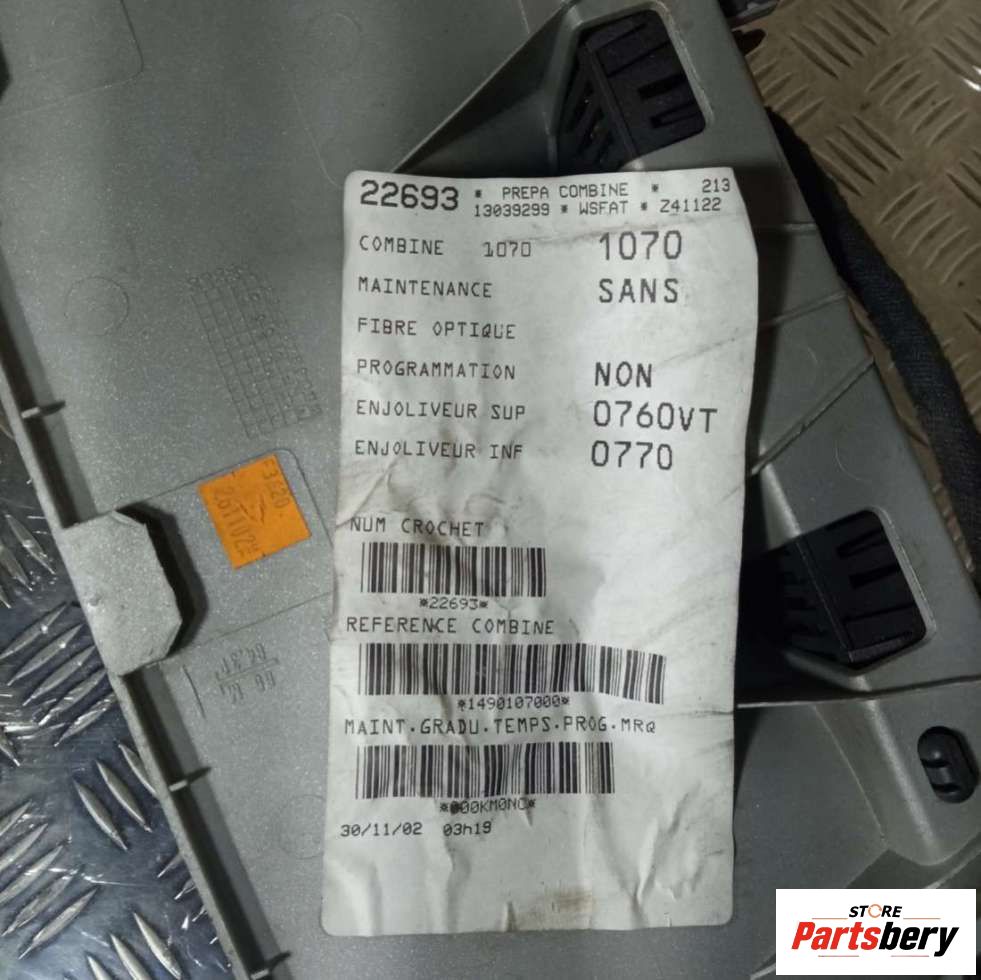 22693 * PREPA COMBINE * 213
13039299 * WSFAT * Z41122
COMBINE 1070 1070
MAINTENANCE SANS
FIBRE OPTIQUE
PROGRAMMATION NON
ENJOLIVEUR SUP 0760VT
ENJOLIVEUR INF 0770
NUM CROCHET
*22693*
REFERENCE COMBINE
*1490107000*
MAINT.GRADU.TEMPS.PROG.MRQ
*000KM0NC*
30/11/02 03h19
STORE
Partsbery